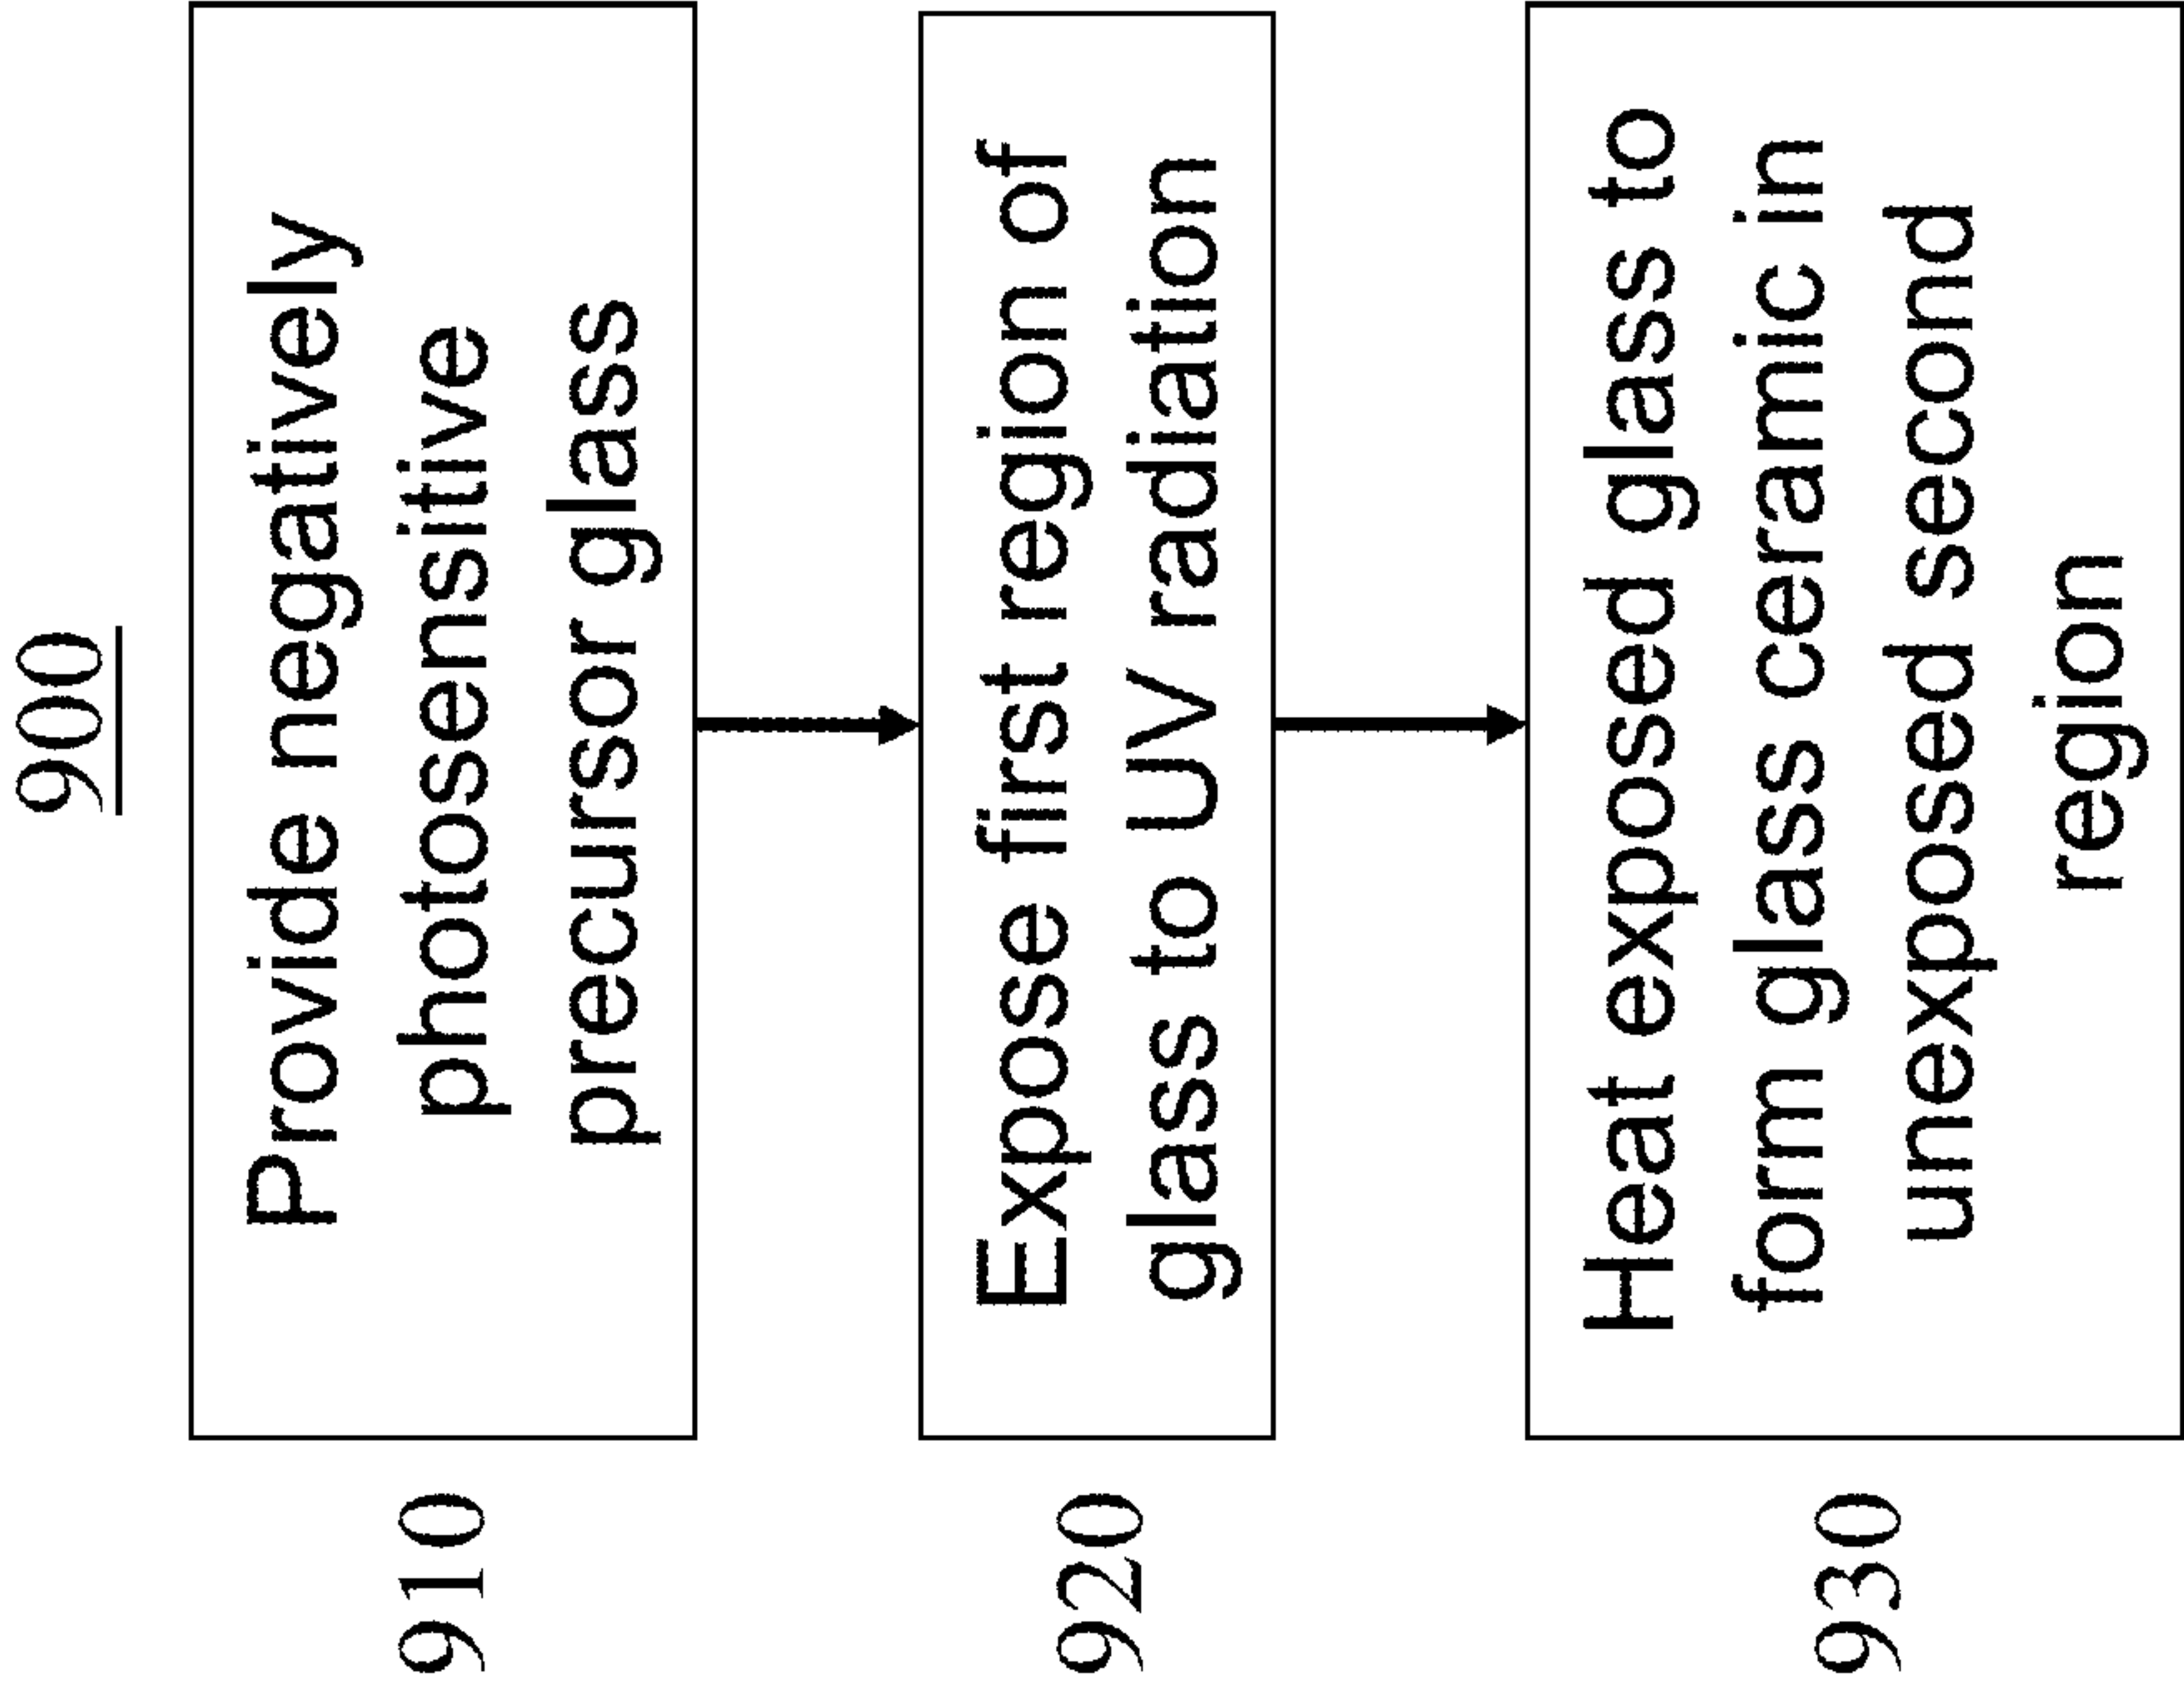 900
910
Provide negatively
photosensitive
precursor glass
920
Expose first region of
glass to UV radiation
930
Heat exposed glass to
form glass ceramic in
unexposed second
region